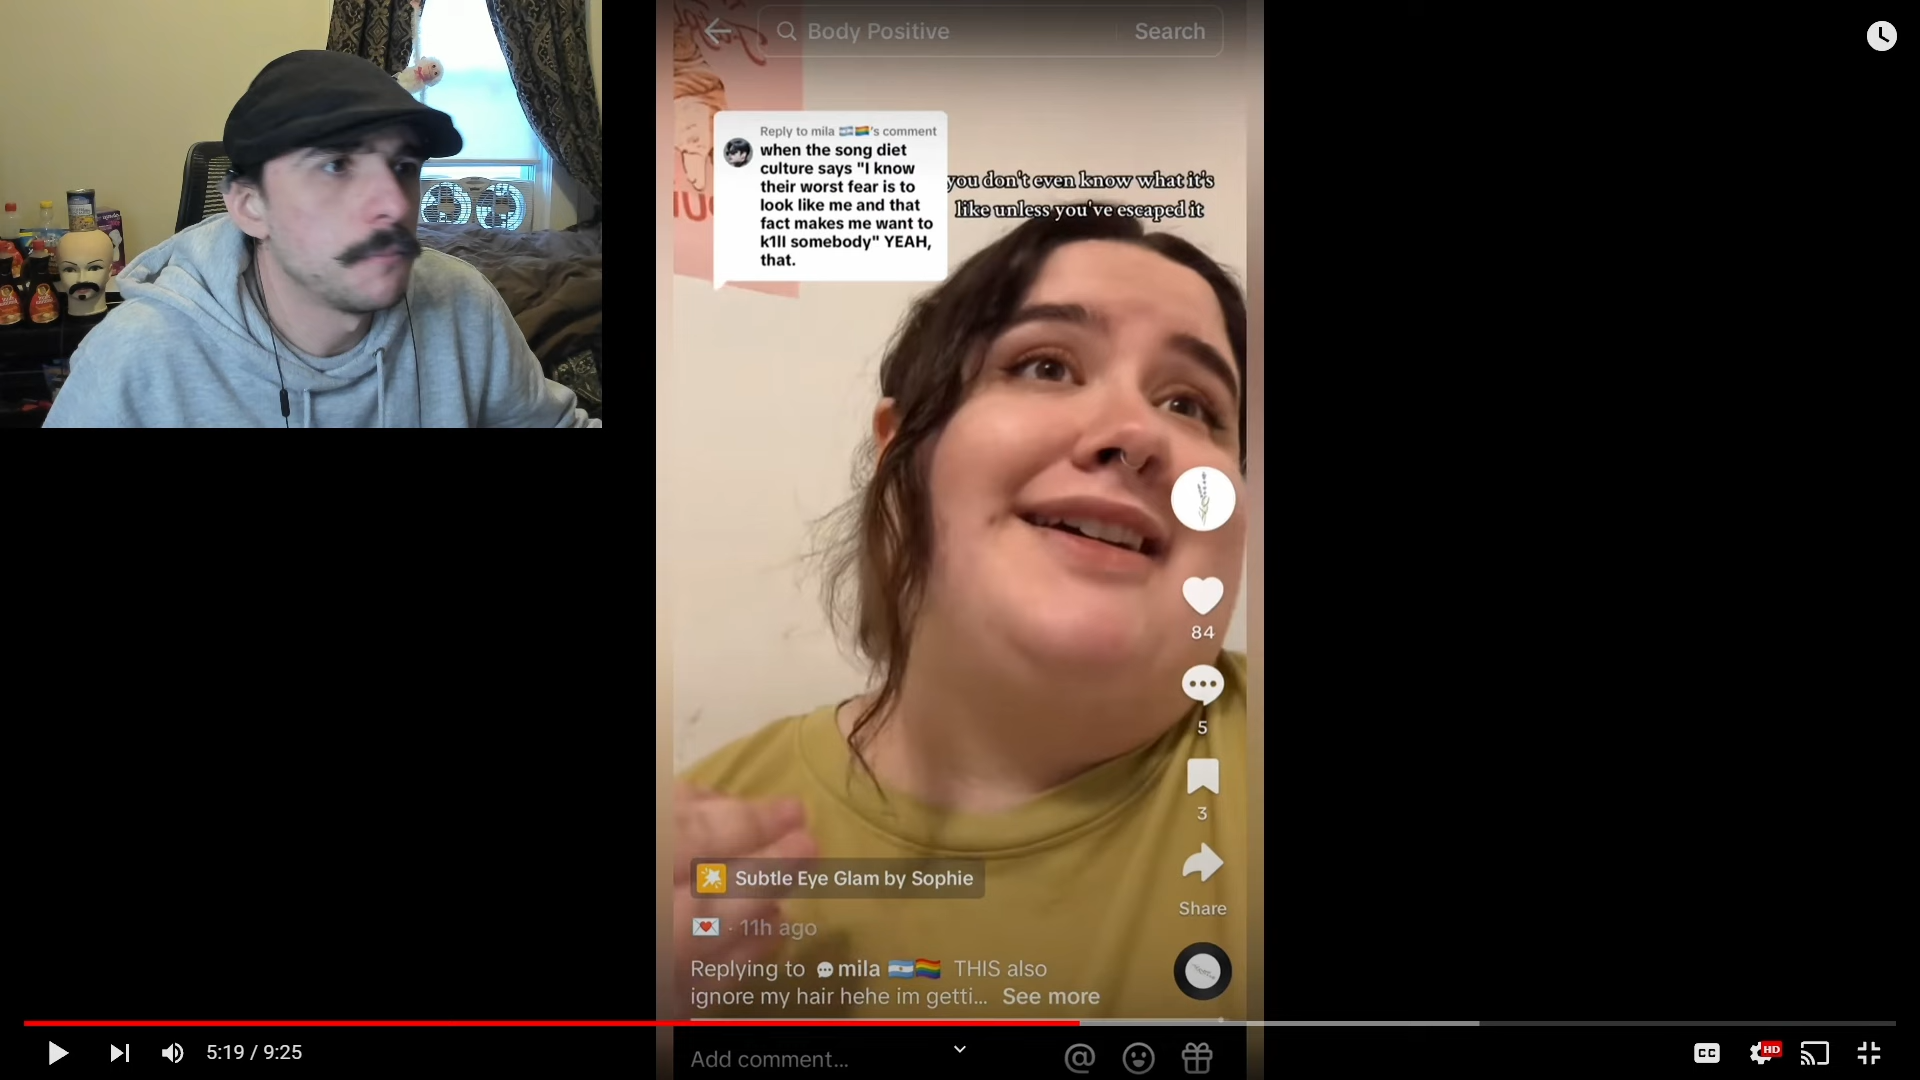 Body Positive
Search
Reply to mila 🇦🇷🏳️‍🌈's comment
when the song diet
culture says "I know
their worst fear is to
look like me and that
fact makes me want to
k1ll somebody" YEAH,
that.
you don't even know what it's
like unless you've escaped it
84
5
3
Share
Subtle Eye Glam by Sophie
💌 · 11h ago
Replying to 💬mila 🇦🇷🏳️‍🌈 THIS also
ignore my hair hehe im getti... See more
Add comment...
5:19 / 9:25
CC
HD